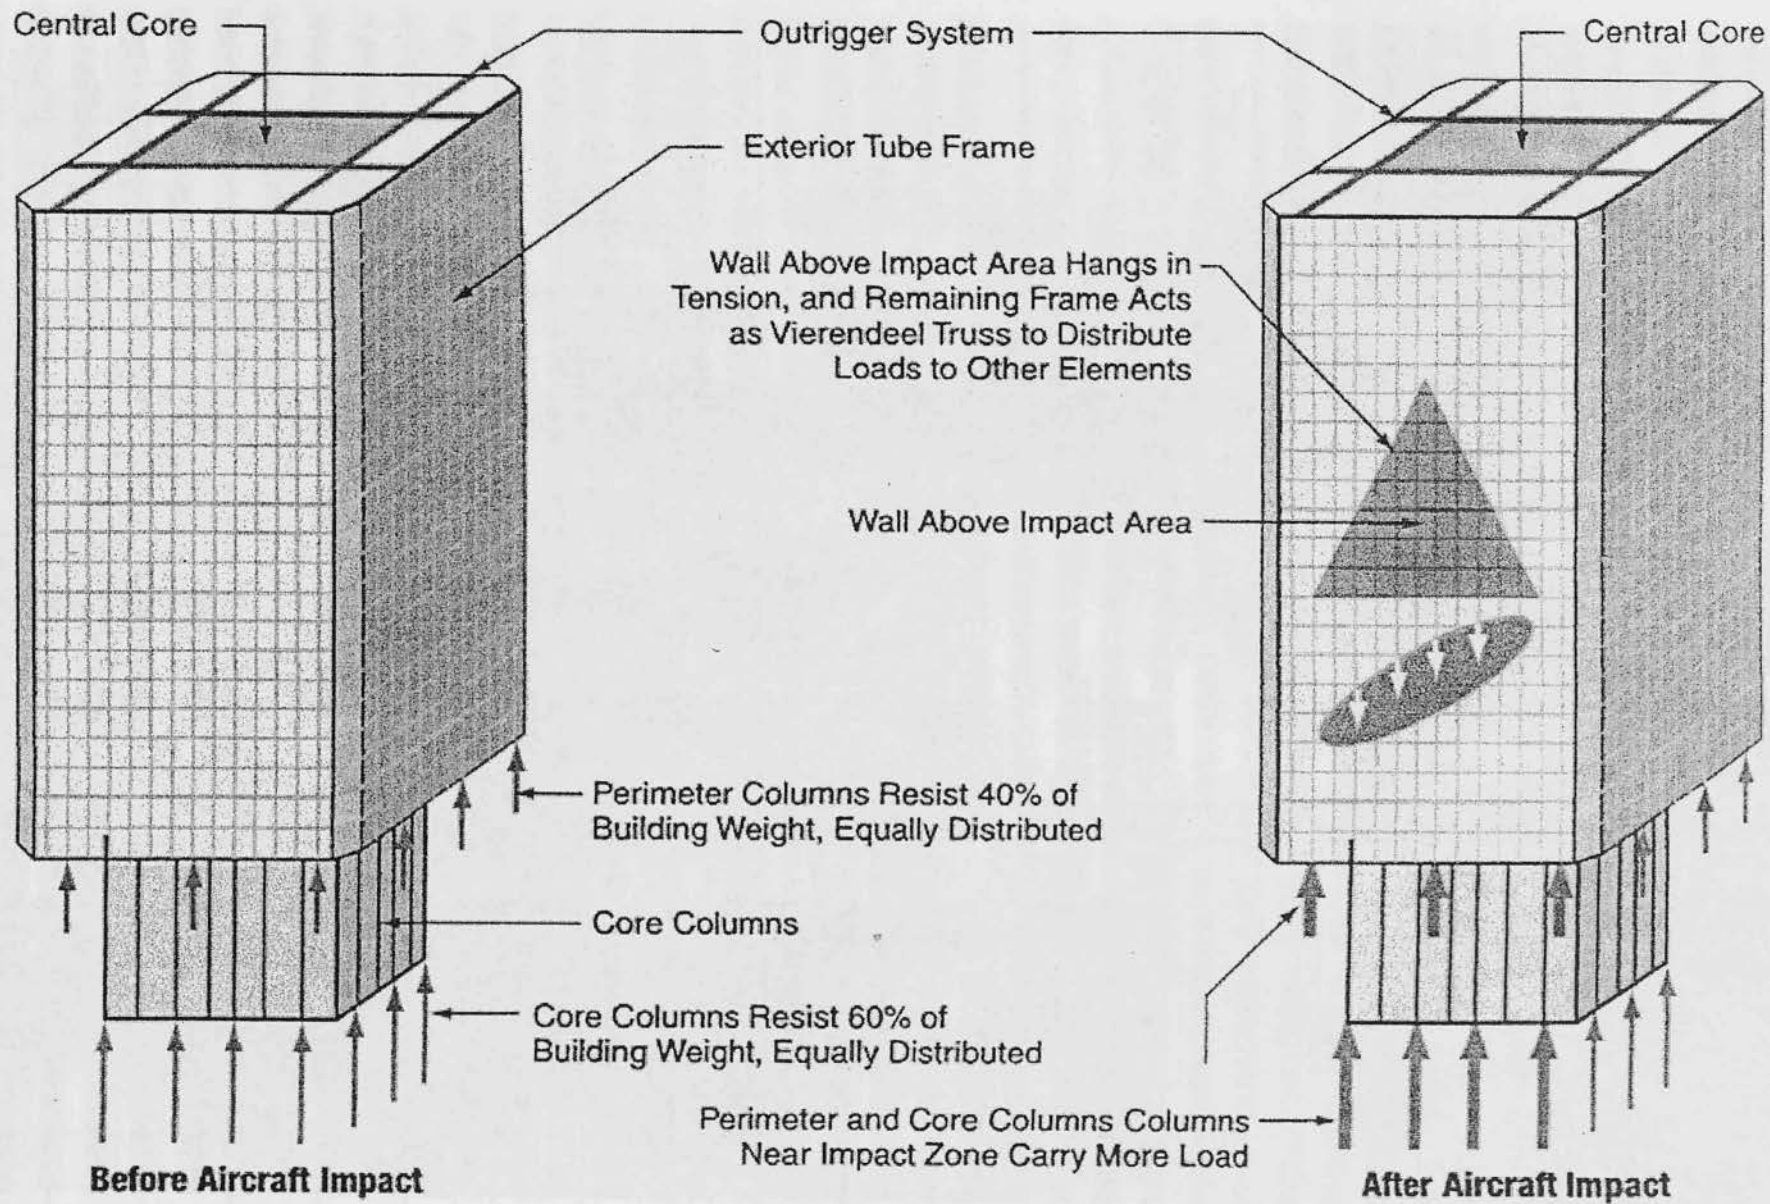 Central Core
Outrigger System
Central Core
Exterior Tube Frame
Wall Above Impact Area Hangs in
Tension, and Remaining Frame Acts
as Vierendeel Truss to Distribute
Loads to Other Elements
Wall Above Impact Area
Perimeter Columns Resist 40% of
Building Weight, Equally Distributed
Core Columns
Core Columns Resist 60% of
Building Weight, Equally Distributed
Perimeter and Core Columns Columns
Near Impact Zone Carry More Load
Before Aircraft Impact
After Aircraft Impact